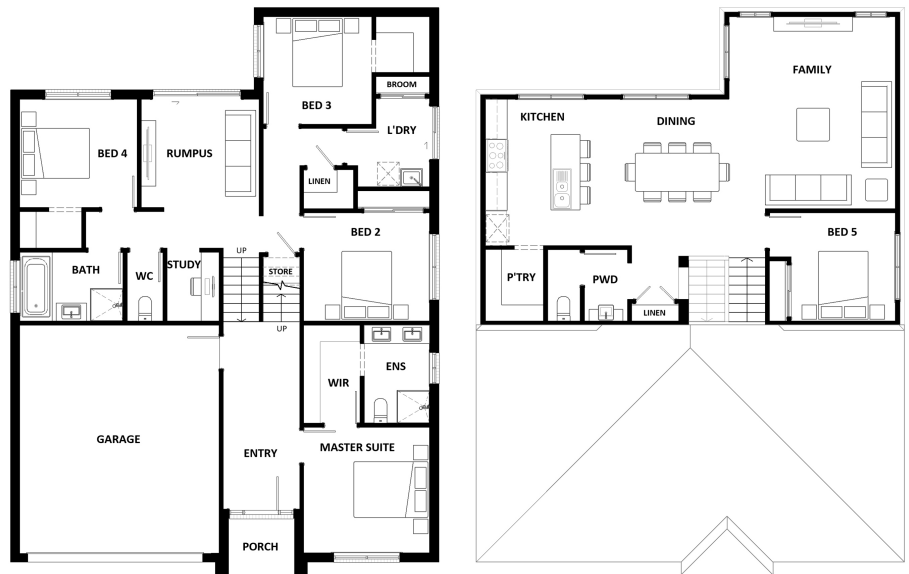 BED 3
BROOM
L'DRY
BED 4
RUMPUS
LINEN
BED 2
BATH
WC
STUDY
UP
STORE
UP
ENS
WIR
GARAGE
ENTRY
MASTER SUITE
PORCH
FAMILY
KITCHEN
DINING
BED 5
P'TRY
PWD
LINEN